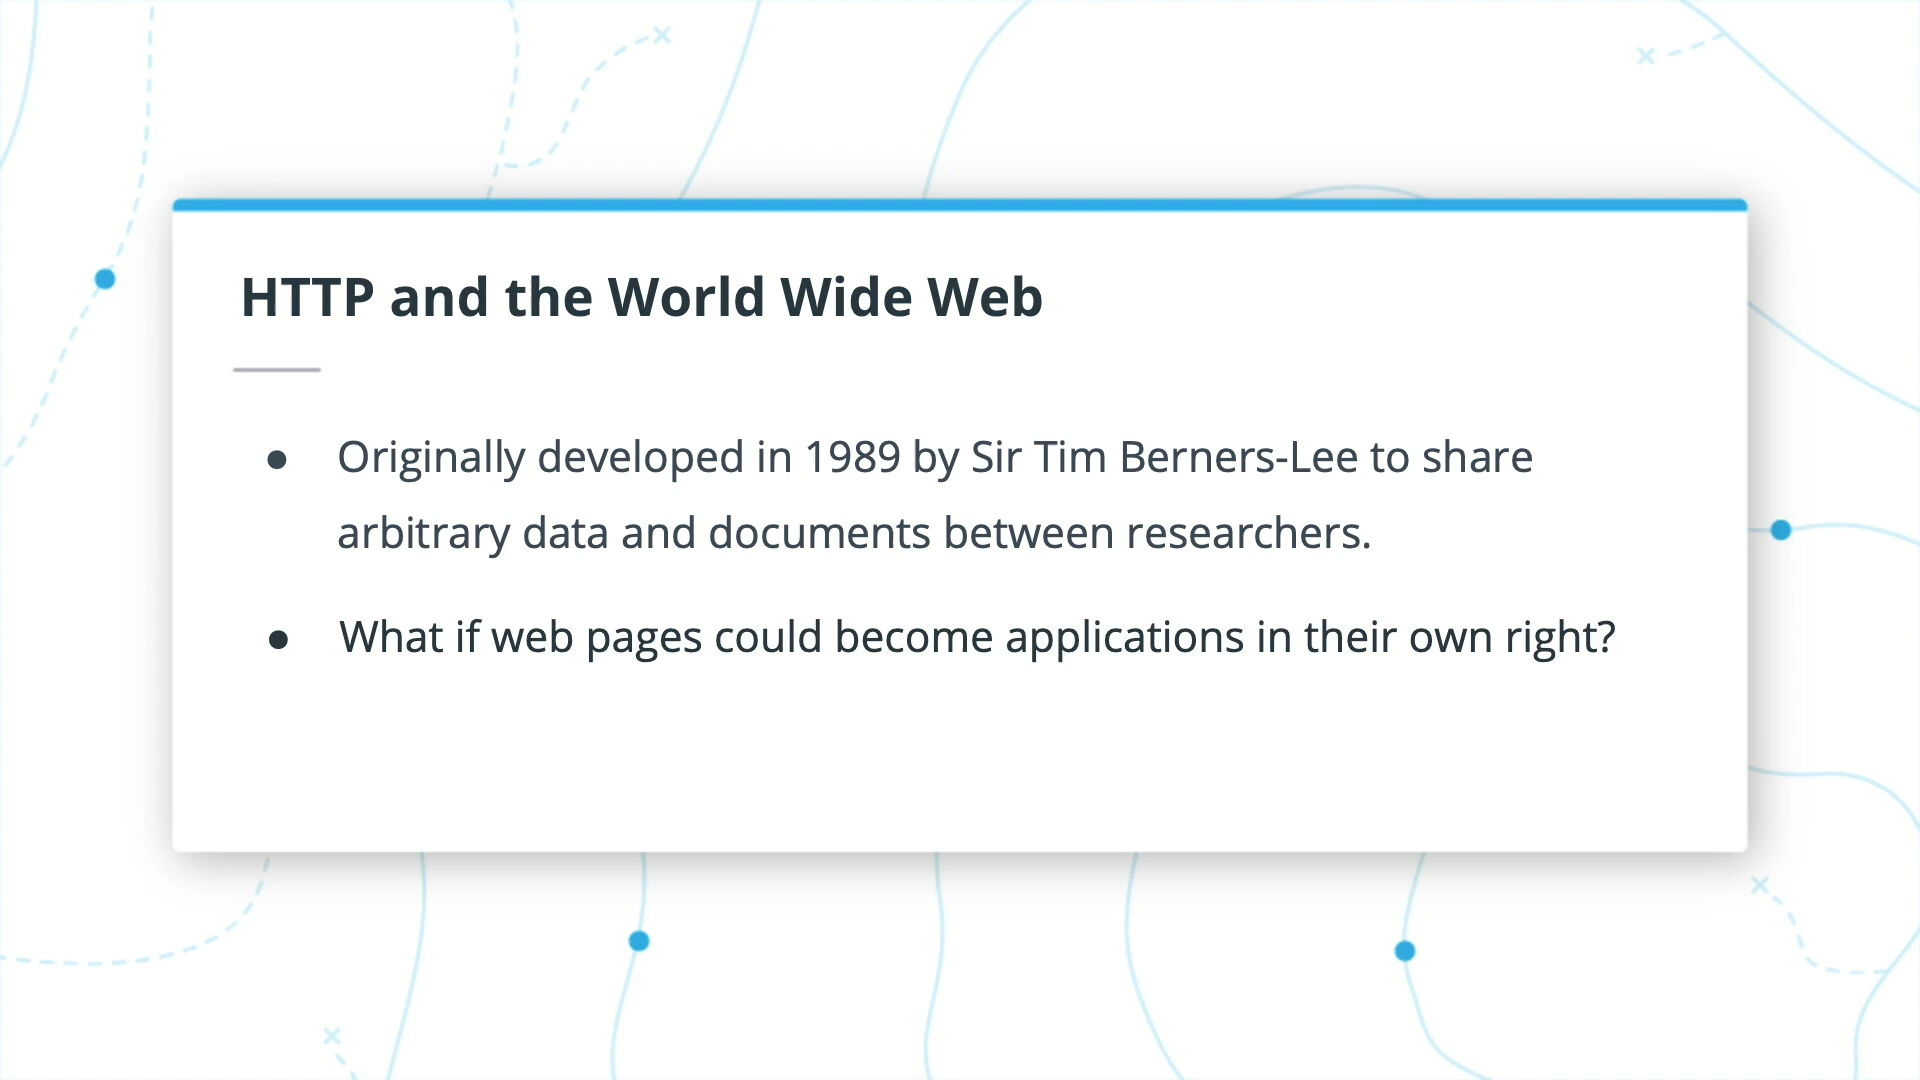 HTTP and the World Wide Web
● Originally developed in 1989 by Sir Tim Berners-Lee to share
arbitrary data and documents between researchers.
● What if web pages could become applications in their own right?